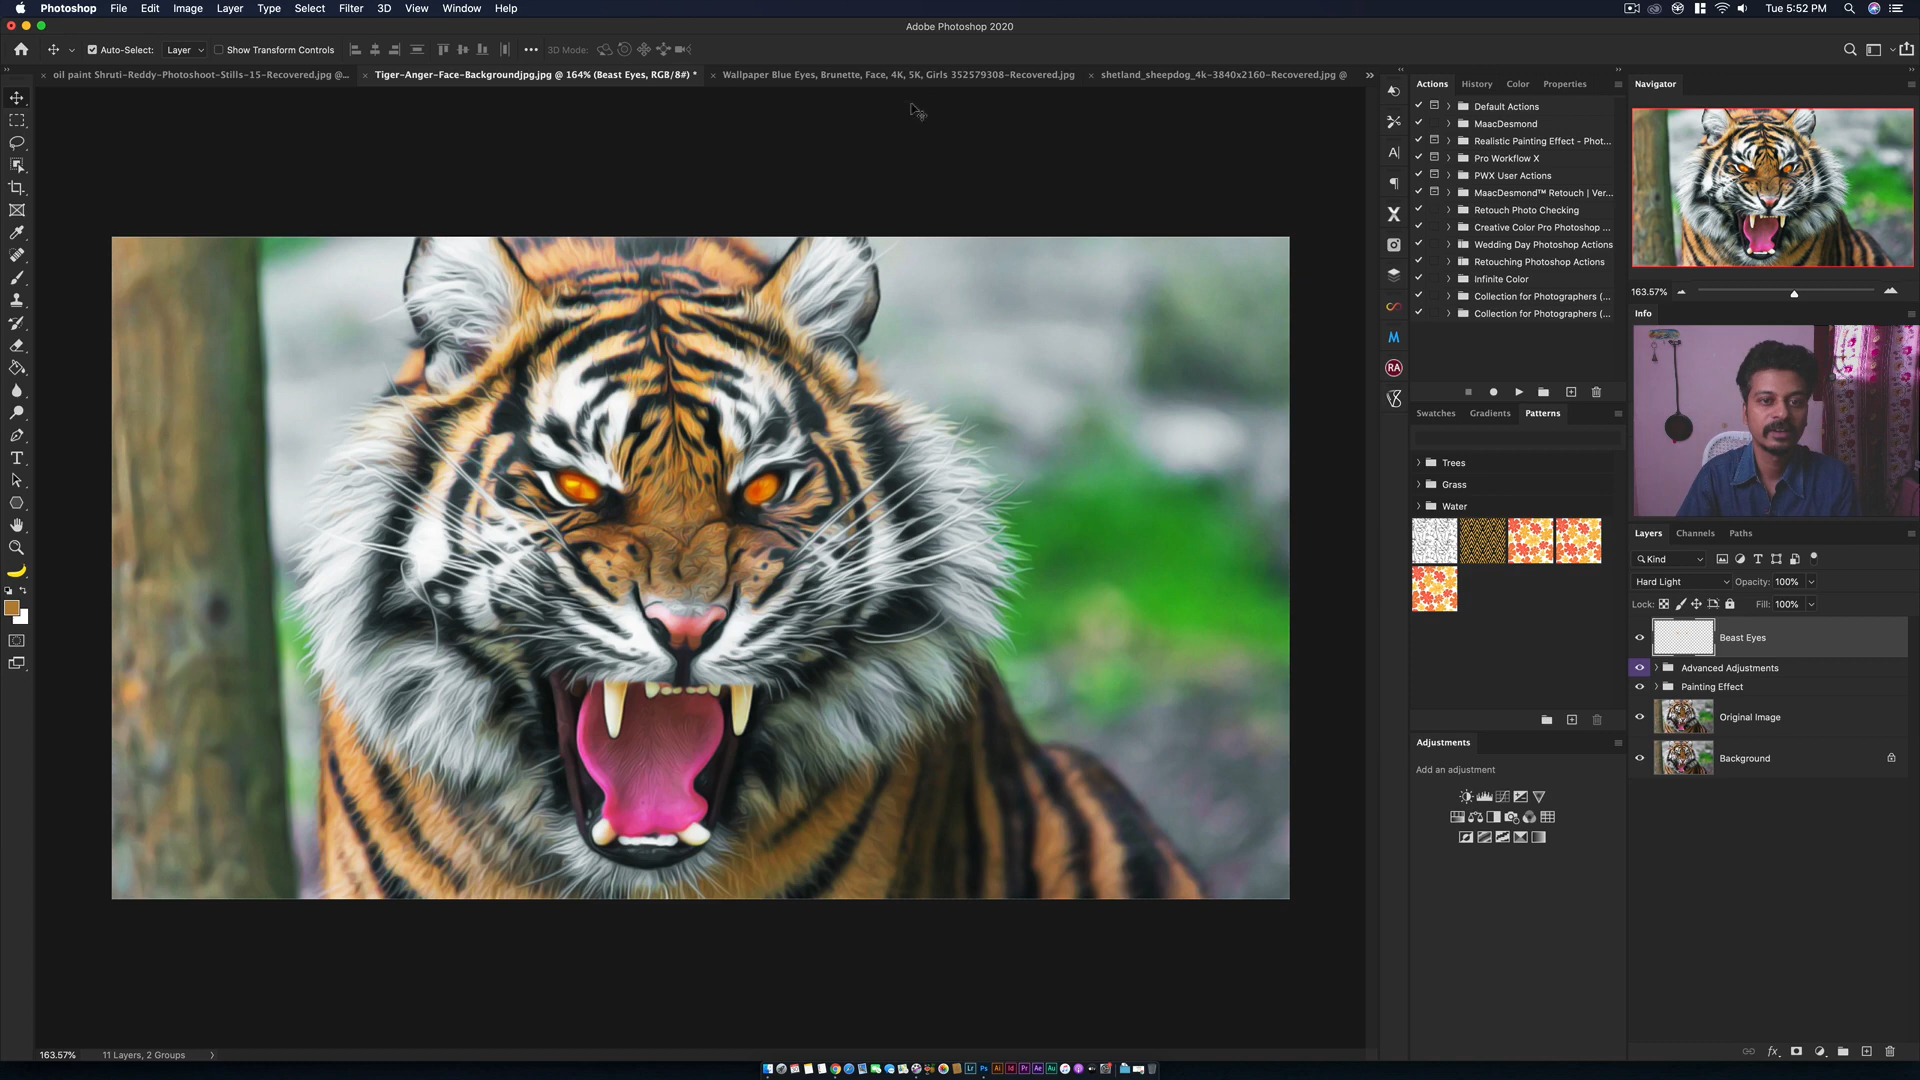 Photoshop File Edit Image Layer Type Select Filter 3D View Window Help
Tue 5:52 PM
Adobe Photoshop 2020
Auto-Select: Layer Show Transform Controls 3D Mode:
oil paint Shruti-Reddy-Photoshoot-Stills-15-Recovered.jpg @...
Tiger-Anger-Face-Backgroundjpg.jpg @ 164% (Beast Eyes, RGB/8#) *
Wallpaper Blue Eyes, Brunette, Face, 4K, 5K, Girls 352579308-Recovered.jpg
shetland_sheepdog_4k-3840x2160-Recovered.jpg @
Actions History Color Properties
Default Actions
MaacDesmond
Realistic Painting Effect - Phot...
Pro Workflow X
PWX User Actions
MaacDesmond™ Retouch | Ver...
Retouch Photo Checking
Creative Color Pro Photoshop ...
Wedding Day Photoshop Actions
Retouching Photoshop Actions
Infinite Color
Collection for Photographers (...
Collection for Photographers (...
Swatches Gradients Patterns
Trees
Grass
Water
Adjustments
Add an adjustment
Navigator
163.57%
Info
Layers Channels Paths
Kind
Hard Light Opacity: 100%
Lock: Fill: 100%
Beast Eyes
Advanced Adjustments
Painting Effect
Original Image
Background
163.57% 11 Layers, 2 Groups
Lr Ps Ai Id Pr Ae Au